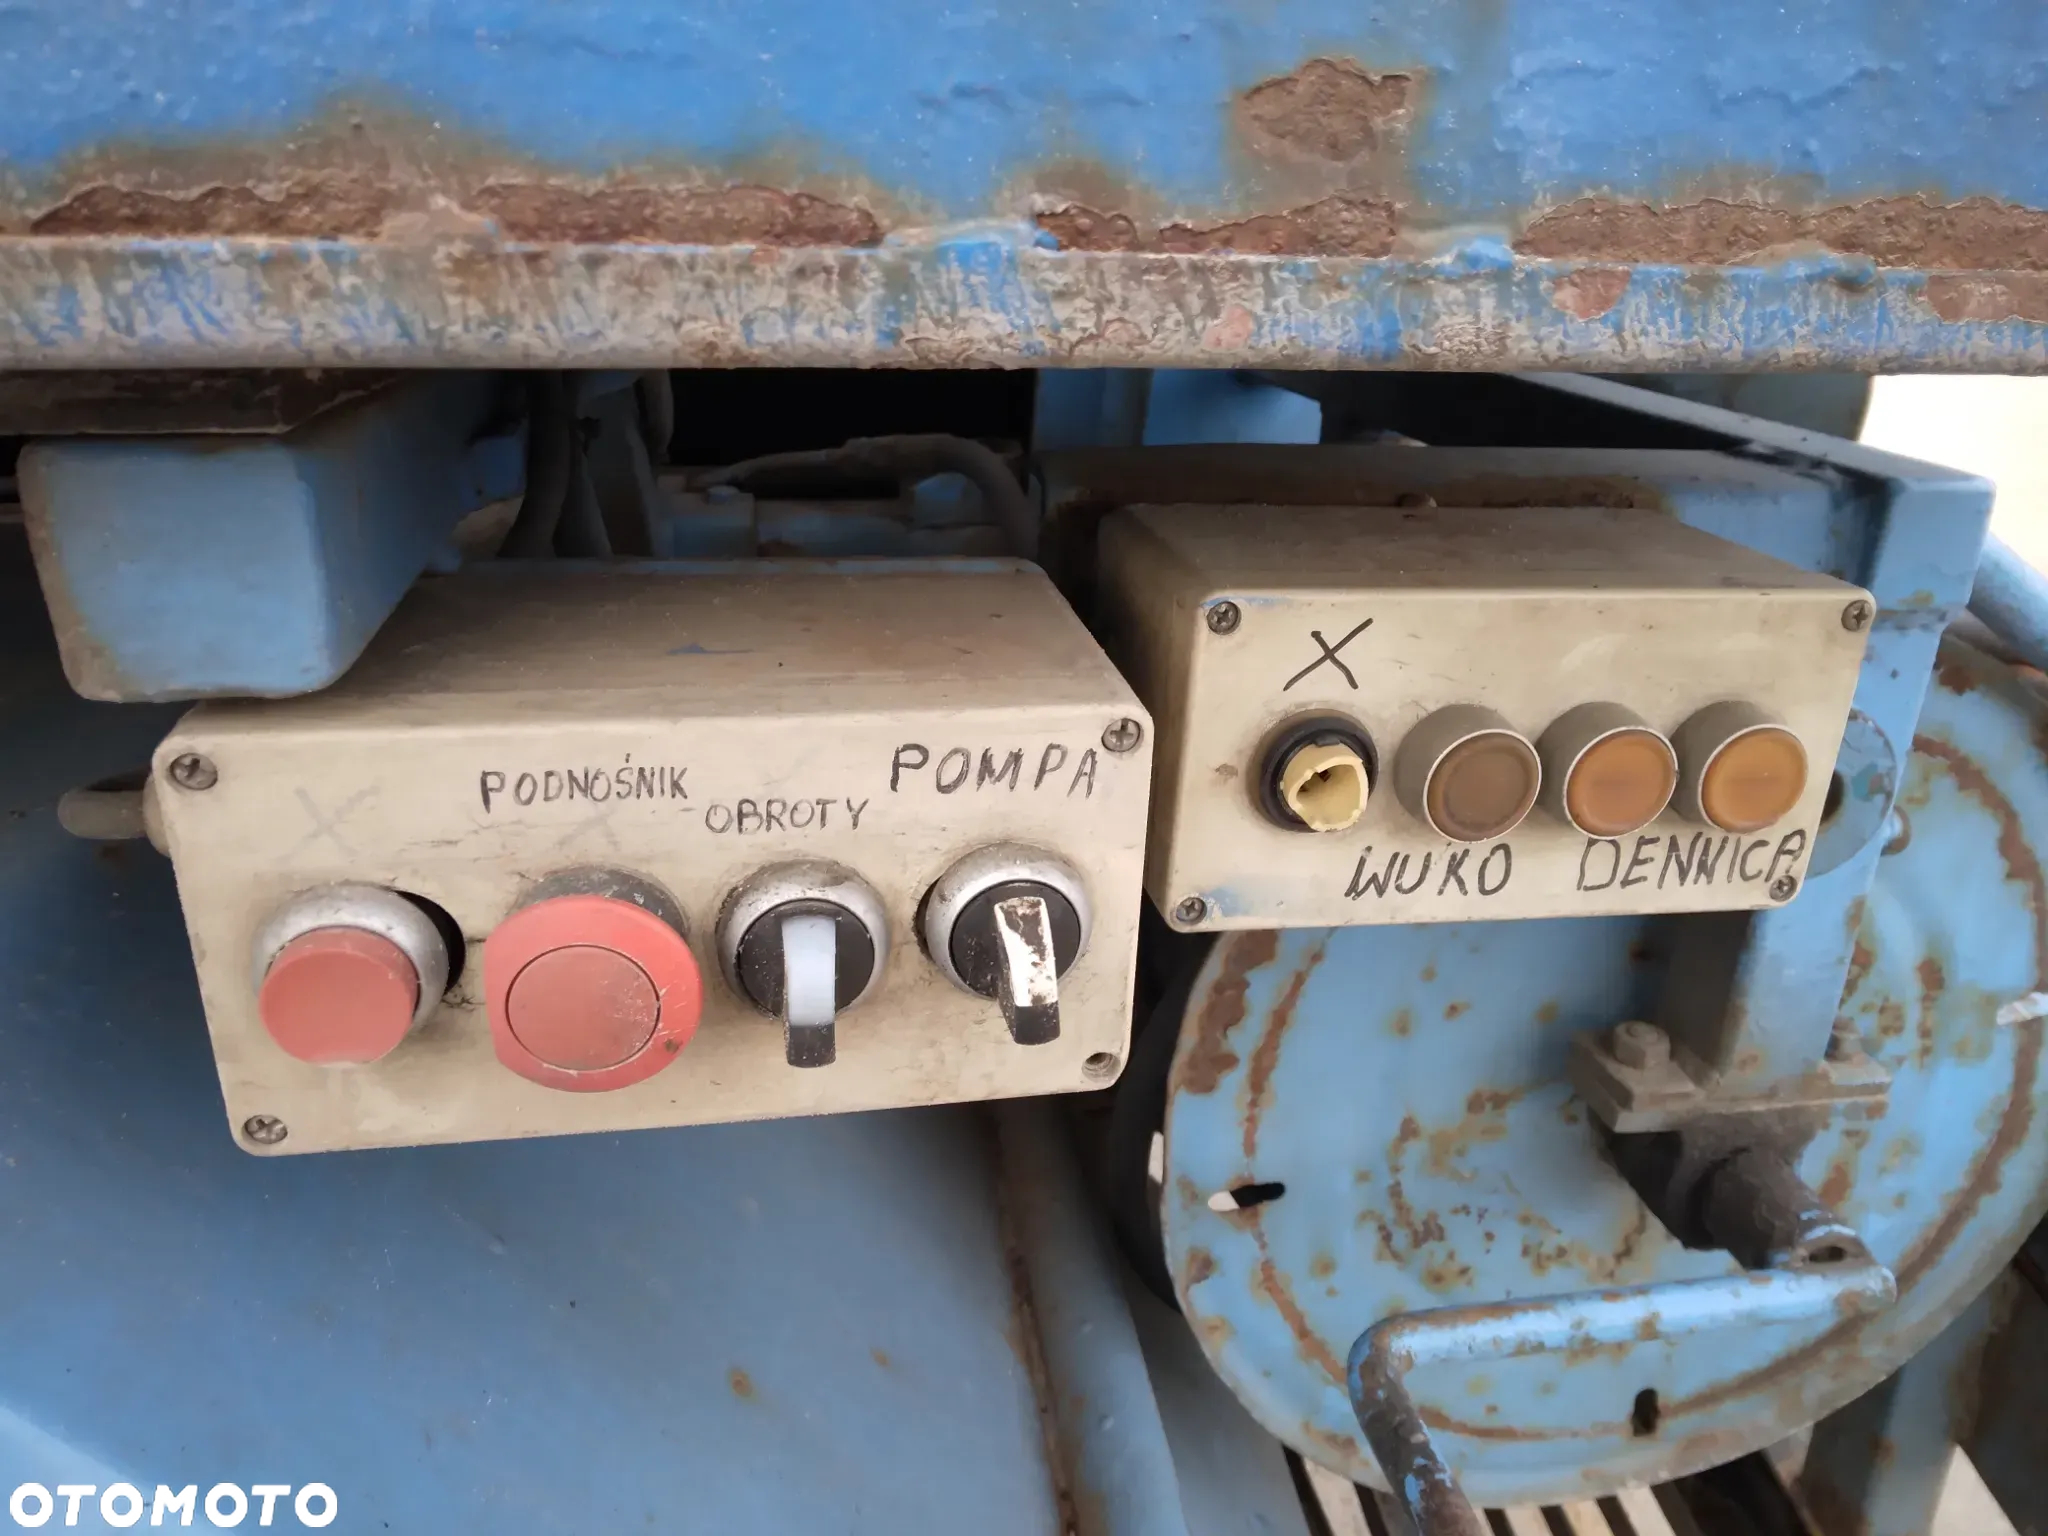 X
PODNOŚNIK
OBROTY
POMPA
X
WUKO
DENNICA
OTOMOTO